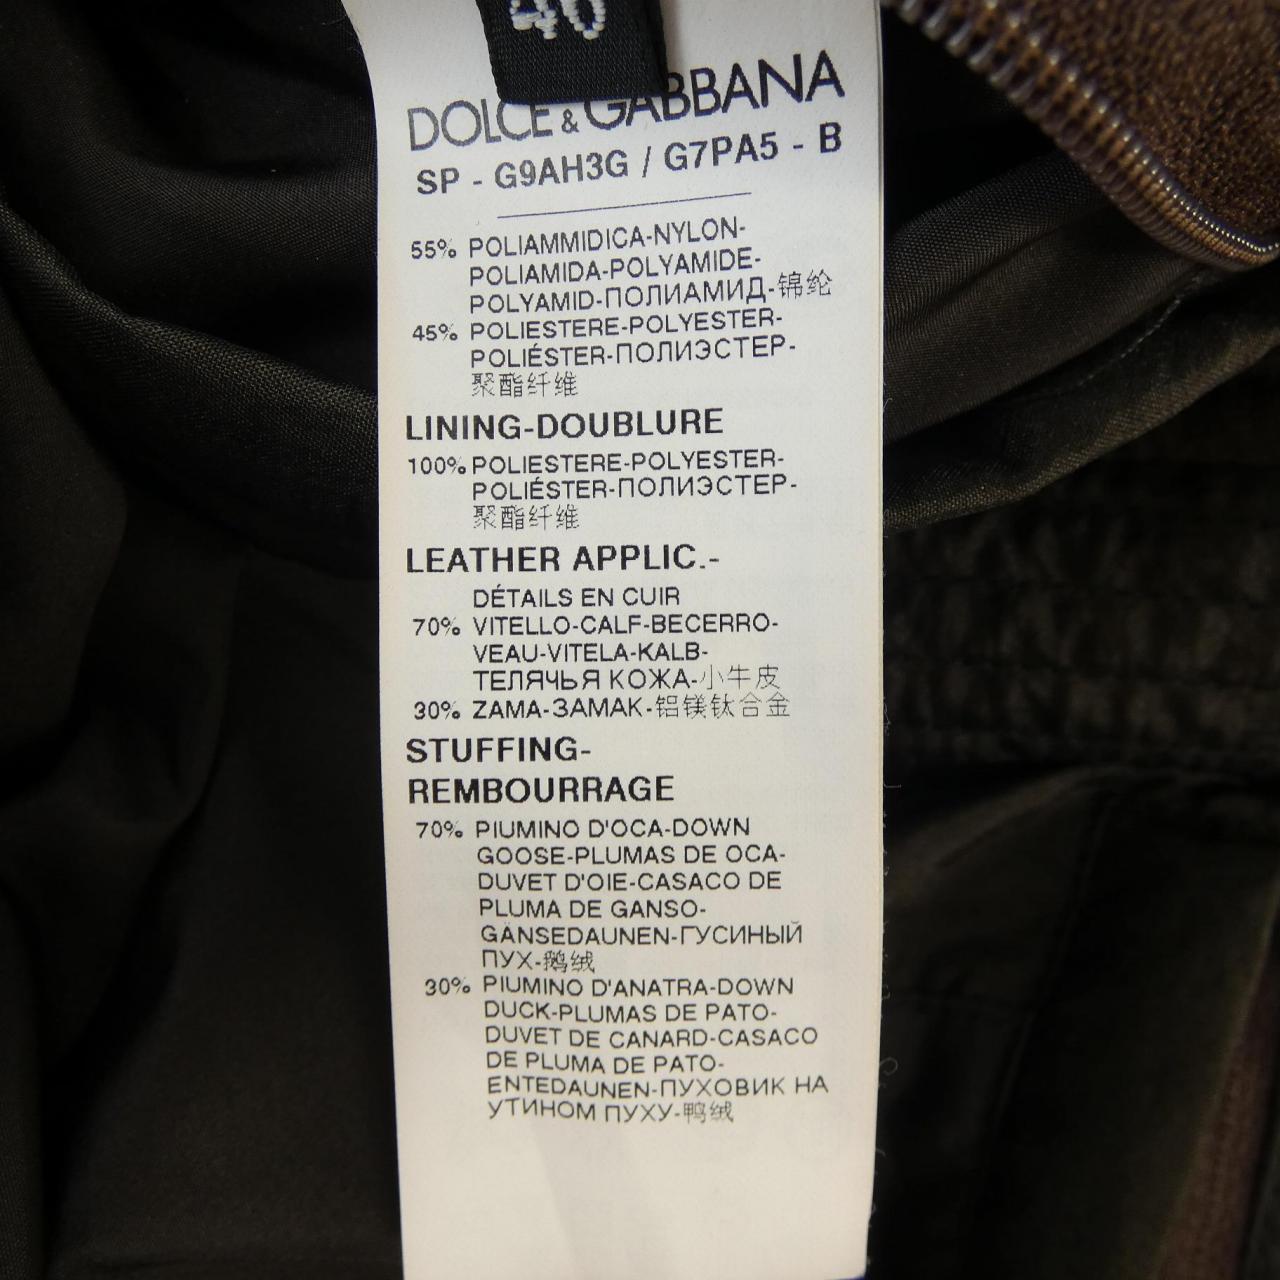 46
DOLCE & GABBANA
SP - G9AH3G / G7PA5 - B
55% POLIAMMIDICA-NYLON-
POLIAMIDA-POLYAMIDE-
POLYAMID-ПОЛИАМИД-锦纶
45% POLIESTERE-POLYESTER-
POLIÉSTER-ПОЛИЭСТЕР-
聚酯纤维
LINING-DOUBLURE
100% POLIESTERE-POLYESTER-
POLIÉSTER-ПОЛИЭСТЕР-
聚酯纤维
LEATHER APPLIC.-
DÉTAILS EN CUIR
70% VITELLO-CALF-BECERRO-
VEAU-VITELA-KALB-
ТЕЛЯЧЬЯ КОЖА-小牛皮
30% ZAMA-ЗАМАК-铝镁钛合金
STUFFING-
REMBOURRAGE
70% PIUMINO D'OCA-DOWN
GOOSE-PLUMAS DE OCA-
DUVET D'OIE-CASACO DE
PLUMA DE GANSO-
GÄNSEDAUNEN-ГУСИНЫЙ
ПУХ-鹅绒
30% PIUMINO D'ANATRA-DOWN
DUCK-PLUMAS DE PATO-
DUVET DE CANARD-CASACO
DE PLUMA DE PATO-
ENTEDAUNEN-ПУХОВИК НА
УТИНОМ ПУХУ-鸭绒